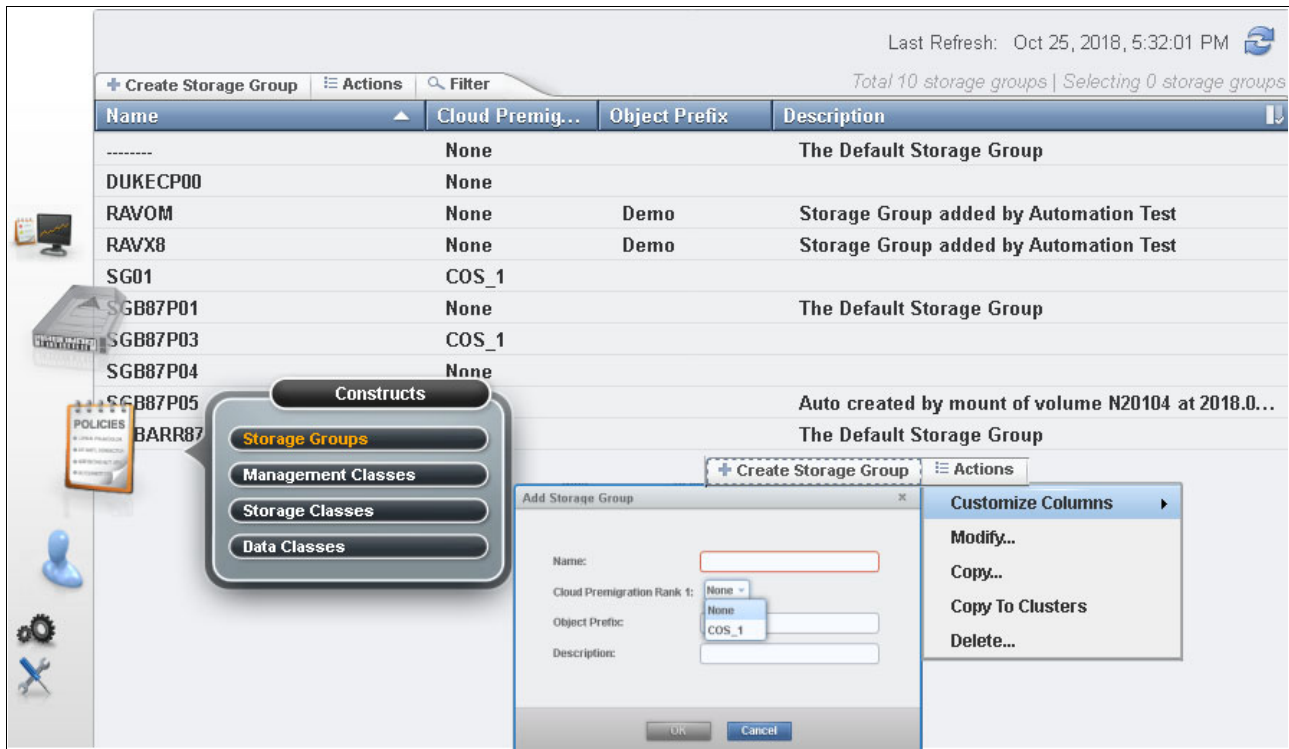 Last Refresh: Oct 25, 2018, 5:32:01 PM
Create Storage Group Actions Filter Total 10 storage groups | Selecting 0 storage groups
Name Cloud Premig... Object Prefix Description
-------- None The Default Storage Group
DUKECP00 None
RAVOM None Demo Storage Group added by Automation Test
RAVX8 None Demo Storage Group added by Automation Test
SG01 COS_1
SGB87P01 None The Default Storage Group
SGB87P03 COS_1
SGB87P04 None
SGB87P05 Auto created by mount of volume N20104 at 2018.0...
BARR87 The Default Storage Group
POLICIES
Constructs
Storage Groups
Management Classes
Storage Classes
Data Classes
Create Storage Group Actions
Customize Columns
Modify...
Copy...
Copy To Clusters
Delete...
Add Storage Group
Name:
Cloud Premigration Rank 1: None
None
COS_1
Object Prefix:
Description:
OK Cancel